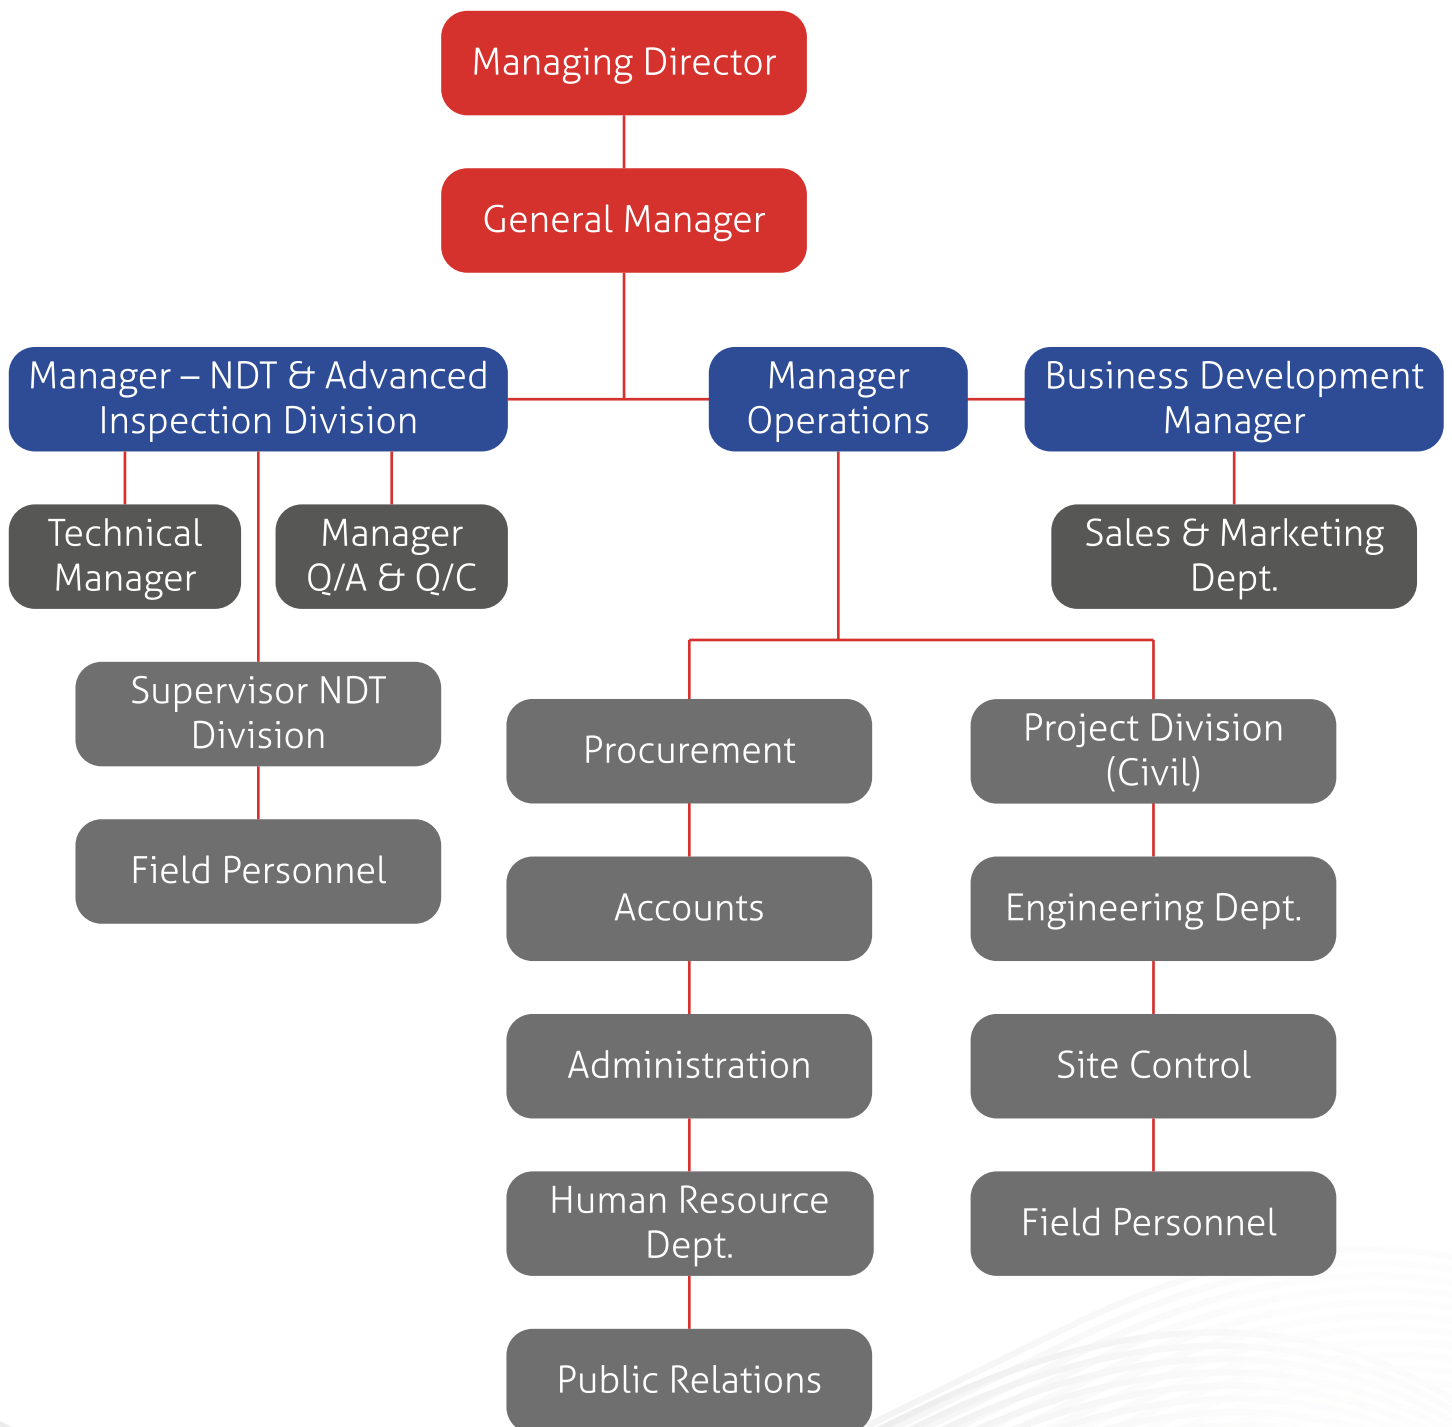 Managing Director
General Manager
Manager – NDT & Advanced
Inspection Division
Manager
Operations
Business Development
Manager
Technical
Manager
Manager
Q/A & Q/C
Sales & Marketing
Dept.
Supervisor NDT
Division
Field Personnel
Procurement
Accounts
Administration
Human Resource
Dept.
Public Relations
Project Division
(Civil)
Engineering Dept.
Site Control
Field Personnel